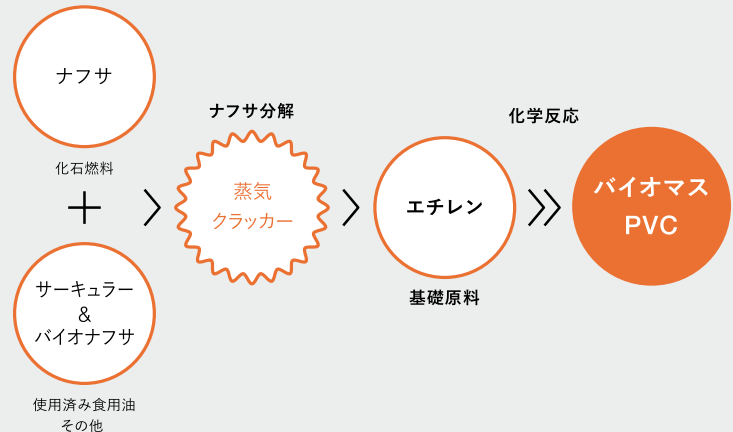 ナフサ
化石燃料
+
サーキュラー
&
バイオナフサ
使用済み食用油
その他
ナフサ分解
蒸気
クラッカー
エチレン
基礎原料
化学反応
バイオマス
PVC